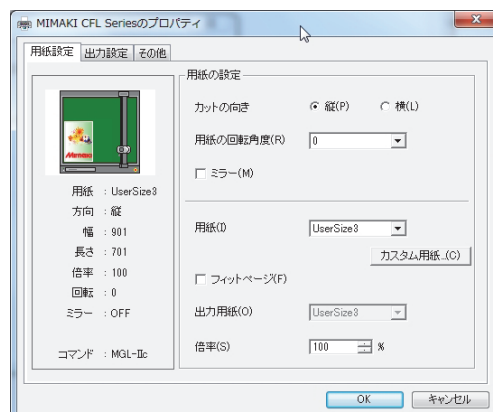 MIMAKI CFL Seriesのプロパティ
用紙設定 出力設定 その他
Mimaki
用紙 : UserSize3
方向 : 縦
幅 : 901
長さ : 701
倍率 : 100
回転 : 0
ミラー : OFF
コマンド : MGL-IIc
用紙の設定
カットの向き 縦(P) 横(L)
用紙の回転角度(R) 0
ミラー(M)
用紙(I) UserSize3
カスタム用紙...(C)
フィットページ(F)
出力用紙(O) UserSize3
倍率(S) 100 %
OK キャンセル